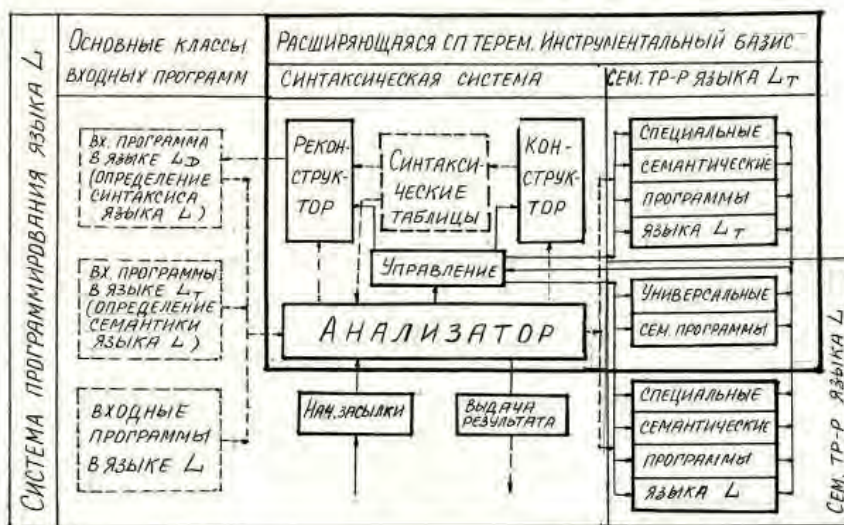 СИСТЕМА ПРОГРАММИРОВАНИЯ ЯЗЫКА L
ОСНОВНЫЕ КЛАССЫ
ВХОДНЫХ ПРОГРАММ
РАСШИРЯЮЩАЯСЯ СП ТЕРЕМ. ИНСТРУМЕНТАЛЬНЫЙ БАЗИС
СИНТАКСИЧЕСКАЯ СИСТЕМА
СЕМ. ТР-Р ЯЗЫКА LT
ВХ. ПРОГРАММА
В ЯЗЫКЕ LD
(ОПРЕДЕЛЕНИЕ
СИНТАКСИСА
ЯЗЫКА L)
РЕКОН-
СТРУК-
ТОР
СИНТАКСИ-
ЧЕСКИЕ
ТАБЛИЦЫ
КОН-
СТРУК-
ТОР
СПЕЦИАЛЬНЫЕ
СЕМАНТИЧЕСКИЕ
ПРОГРАММЫ
ЯЗЫКА LT
УПРАВЛЕНИЕ
ВХ. ПРОГРАММЫ
В ЯЗЫКЕ LT
(ОПРЕДЕЛЕНИЕ
СЕМАНТИКИ
ЯЗЫКА L)
УНИВЕРСАЛЬНЫЕ
СЕМ. ПРОГРАММЫ
АНАЛИЗАТОР
ВХОДНЫЕ
ПРОГРАММЫ
В ЯЗЫКЕ L
НАЧ. ЗАСЫЛКИ
ВЫДАЧА
РЕЗУЛЬТАТА
СПЕЦИАЛЬНЫЕ
СЕМАНТИЧЕСКИЕ
ПРОГРАММЫ
ЯЗЫКА L
СЕМ. ТР-Р ЯЗЫКА L